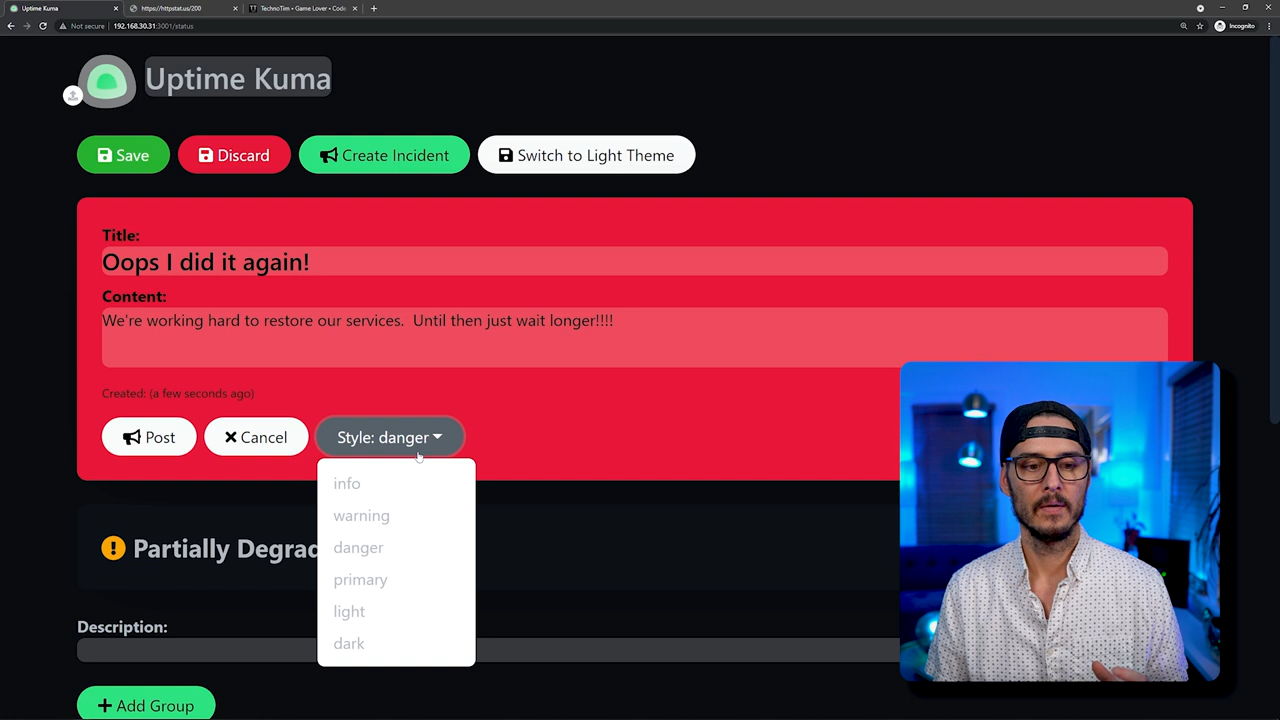 Uptime Kuma
https://httpstat.us/200
TechnoTim • Game Lover • Code
Not secure
192.168.30.31:3001/status
Incognito
Uptime Kuma
Save
Discard
Create Incident
Switch to Light Theme
Title:
Oops I did it again!
Content:
We're working hard to restore our services.  Until then just wait longer!!!!
Created: (a few seconds ago)
Post
Cancel
Style: danger
info
warning
danger
primary
light
dark
Partially Degrad
Description:
Add Group